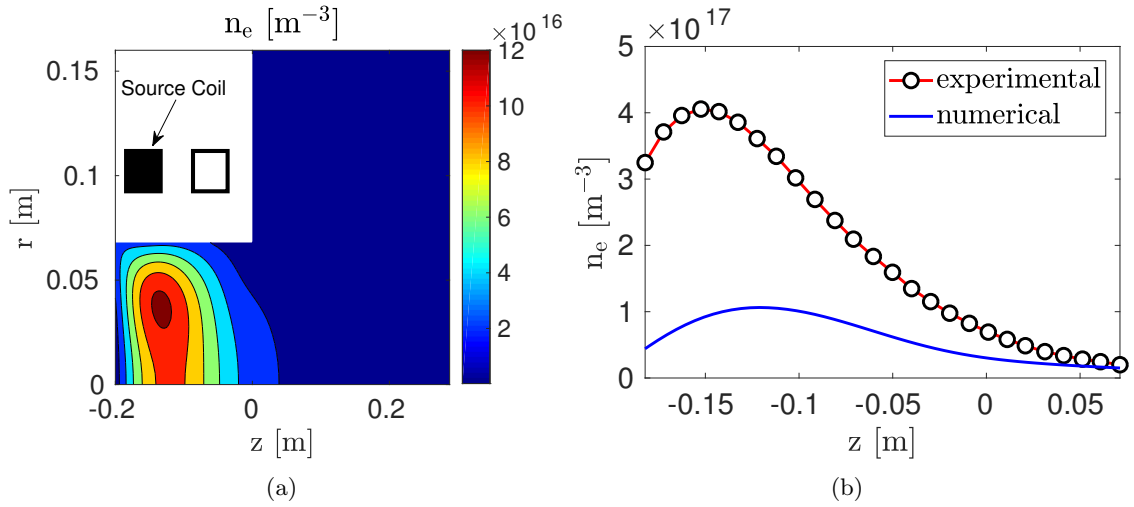 n_e [m^{-3}]
×10^{16}
Source Coil
0.15
0.1
0.05
0
r [m]
-0.2
0
0.2
z [m]
12
10
8
6
4
2
(a)
×10^{17}
5
4
3
2
1
0
n_e [m^{-3}]
experimental
numerical
-0.15
-0.1
-0.05
0
0.05
z [m]
(b)